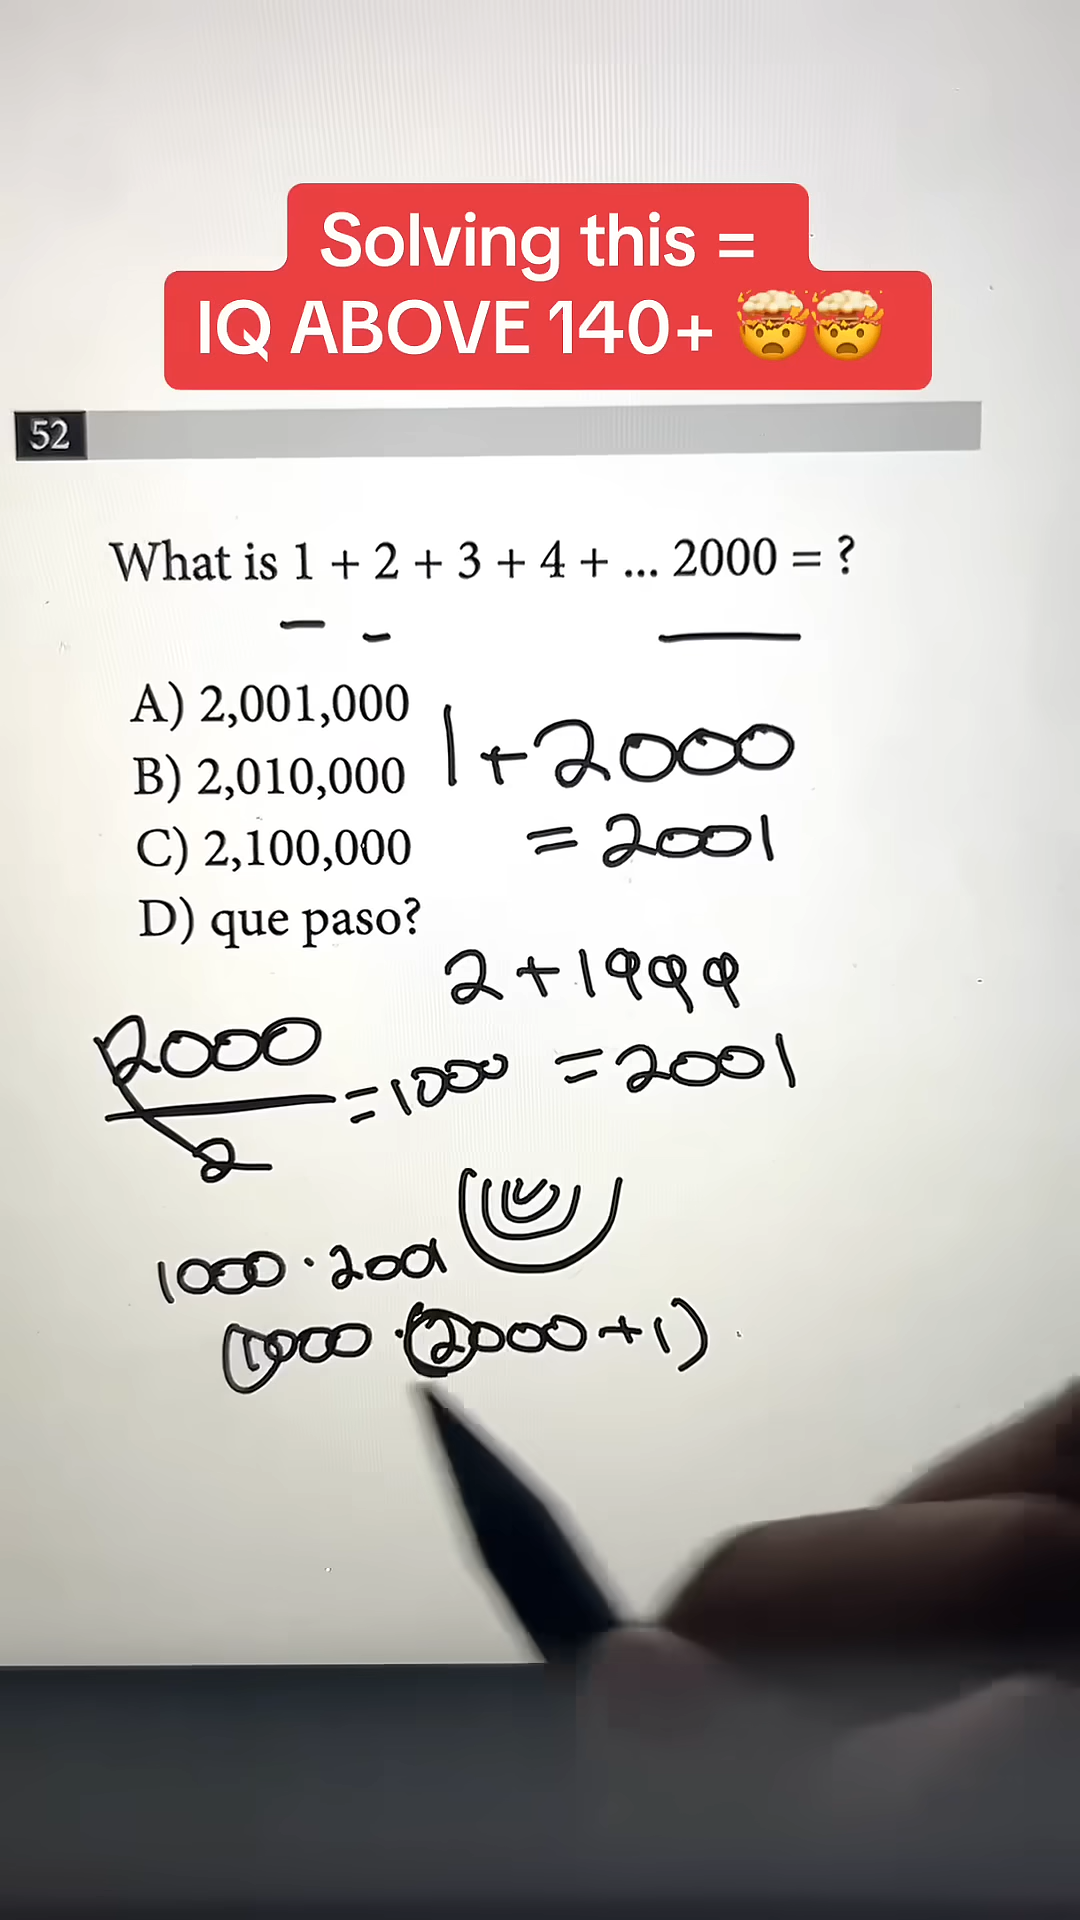 Solving this =
IQ ABOVE 140+ 🤯🤯
52
What is 1 + 2 + 3 + 4 + ... 2000 = ?
A) 2,001,000
B) 2,010,000
C) 2,100,000
D) que paso?
1+2000
= 2001
2+1999
= 2001
2000
2
=1000
1000 · 2001
1000 · (2000+1)